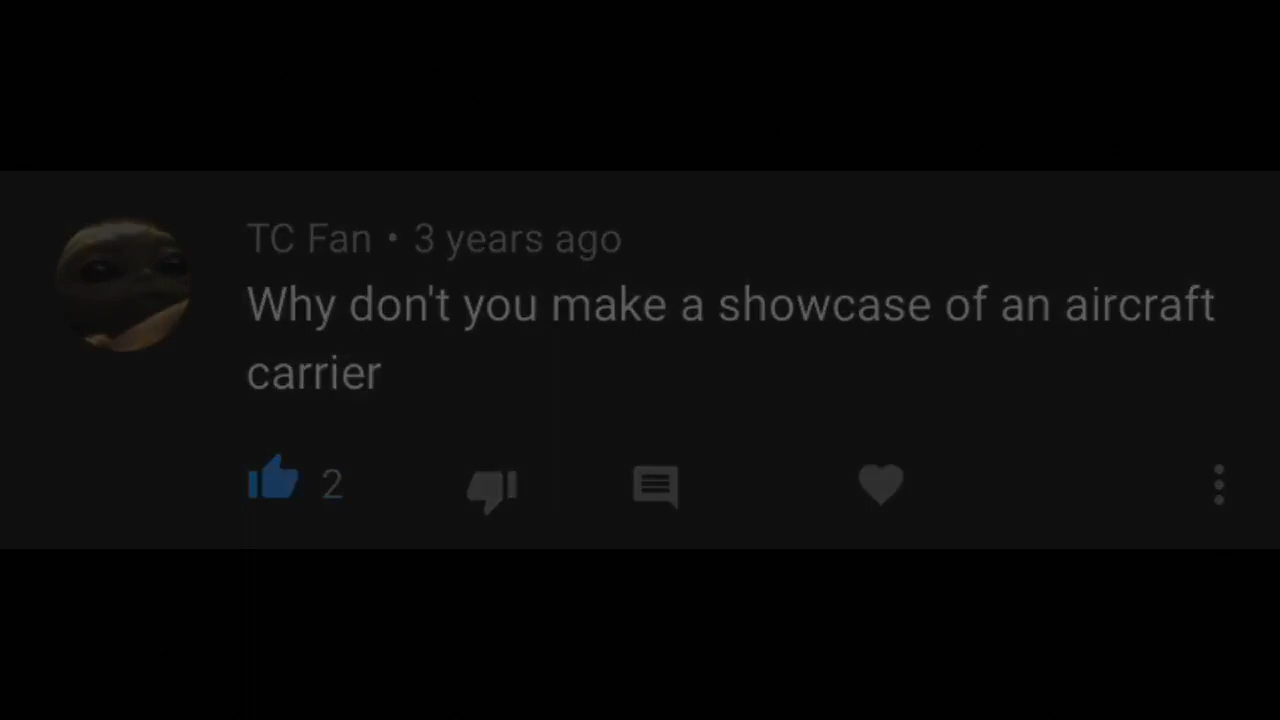 TC Fan • 3 years ago
Why don't you make a showcase of an aircraft
carrier
2